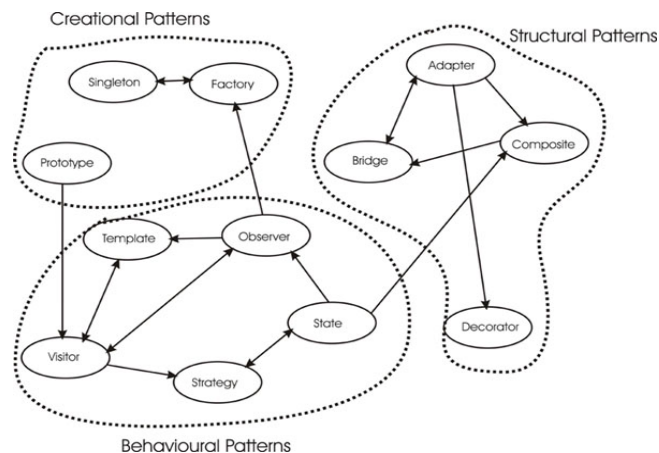 Creational Patterns
Structural Patterns
Singleton
Factory
Adapter
Prototype
Bridge
Composite
Template
Observer
State
Decorator
Visitor
Strategy
Behavioural Patterns